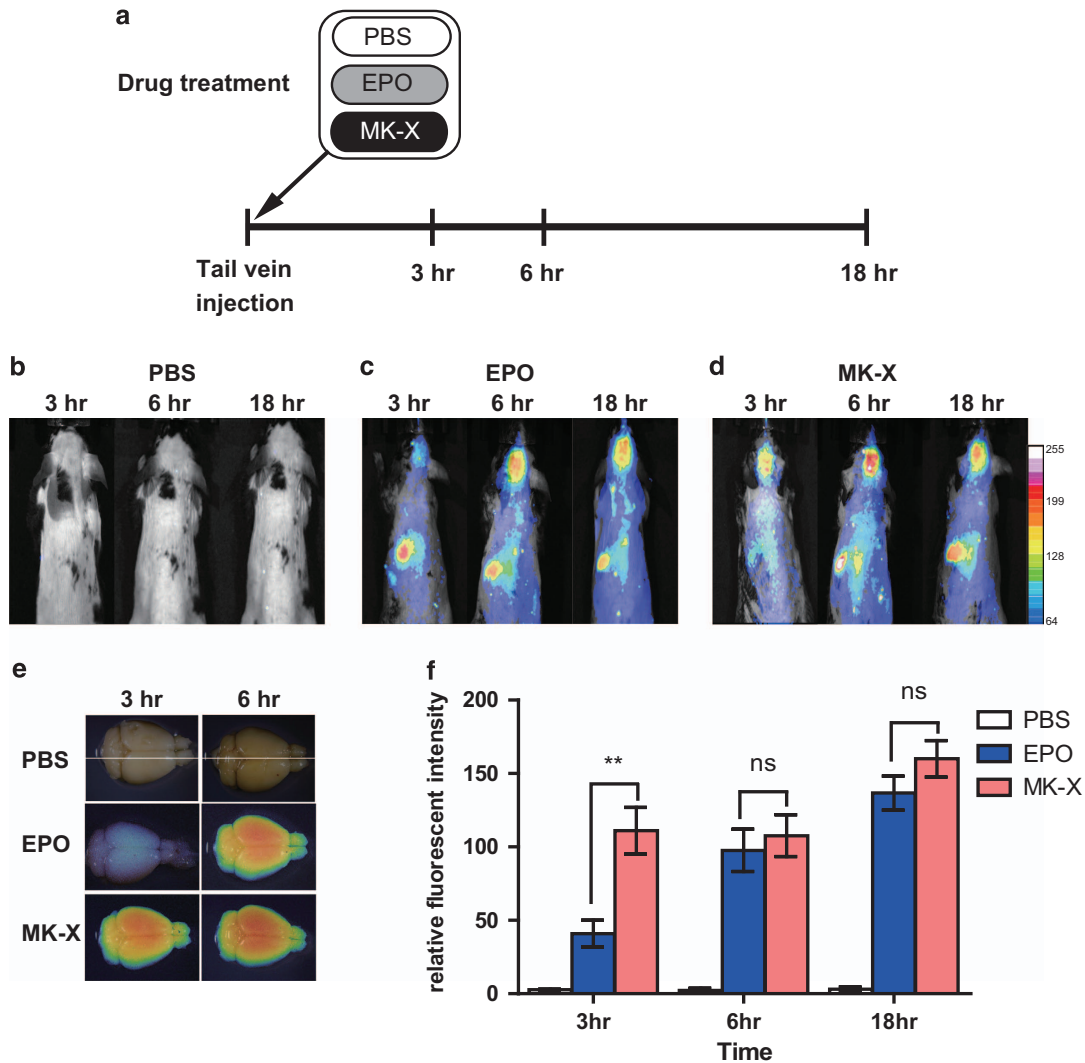 a
Drug treatment
PBS
EPO
MK-X
Tail vein
injection
3 hr
6 hr
18 hr
b
PBS
3 hr
6 hr
18 hr
c
EPO
3 hr
6 hr
18 hr
d
MK-X
3 hr
6 hr
18 hr
255
199
128
64
e
3 hr
6 hr
PBS
EPO
MK-X
f
relative fluorescent intensity
200
150
100
50
0
**
ns
ns
PBS
EPO
MK-X
3hr
6hr
18hr
Time